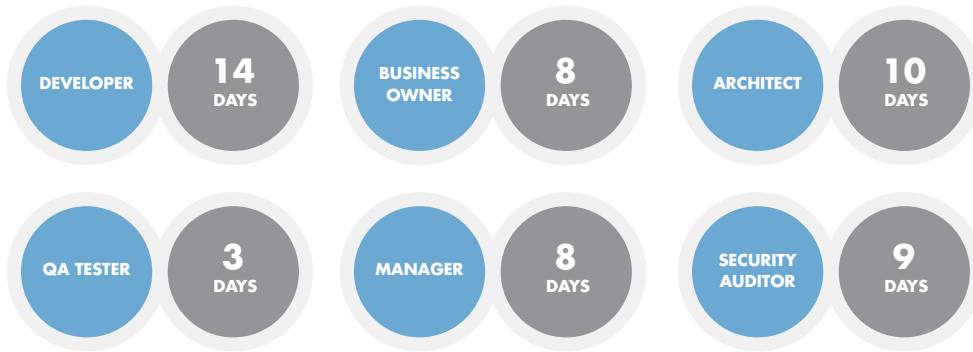 DEVELOPER
14
DAYS
BUSINESS
OWNER
8
DAYS
ARCHITECT
10
DAYS
QA TESTER
3
DAYS
MANAGER
8
DAYS
SECURITY
AUDITOR
9
DAYS